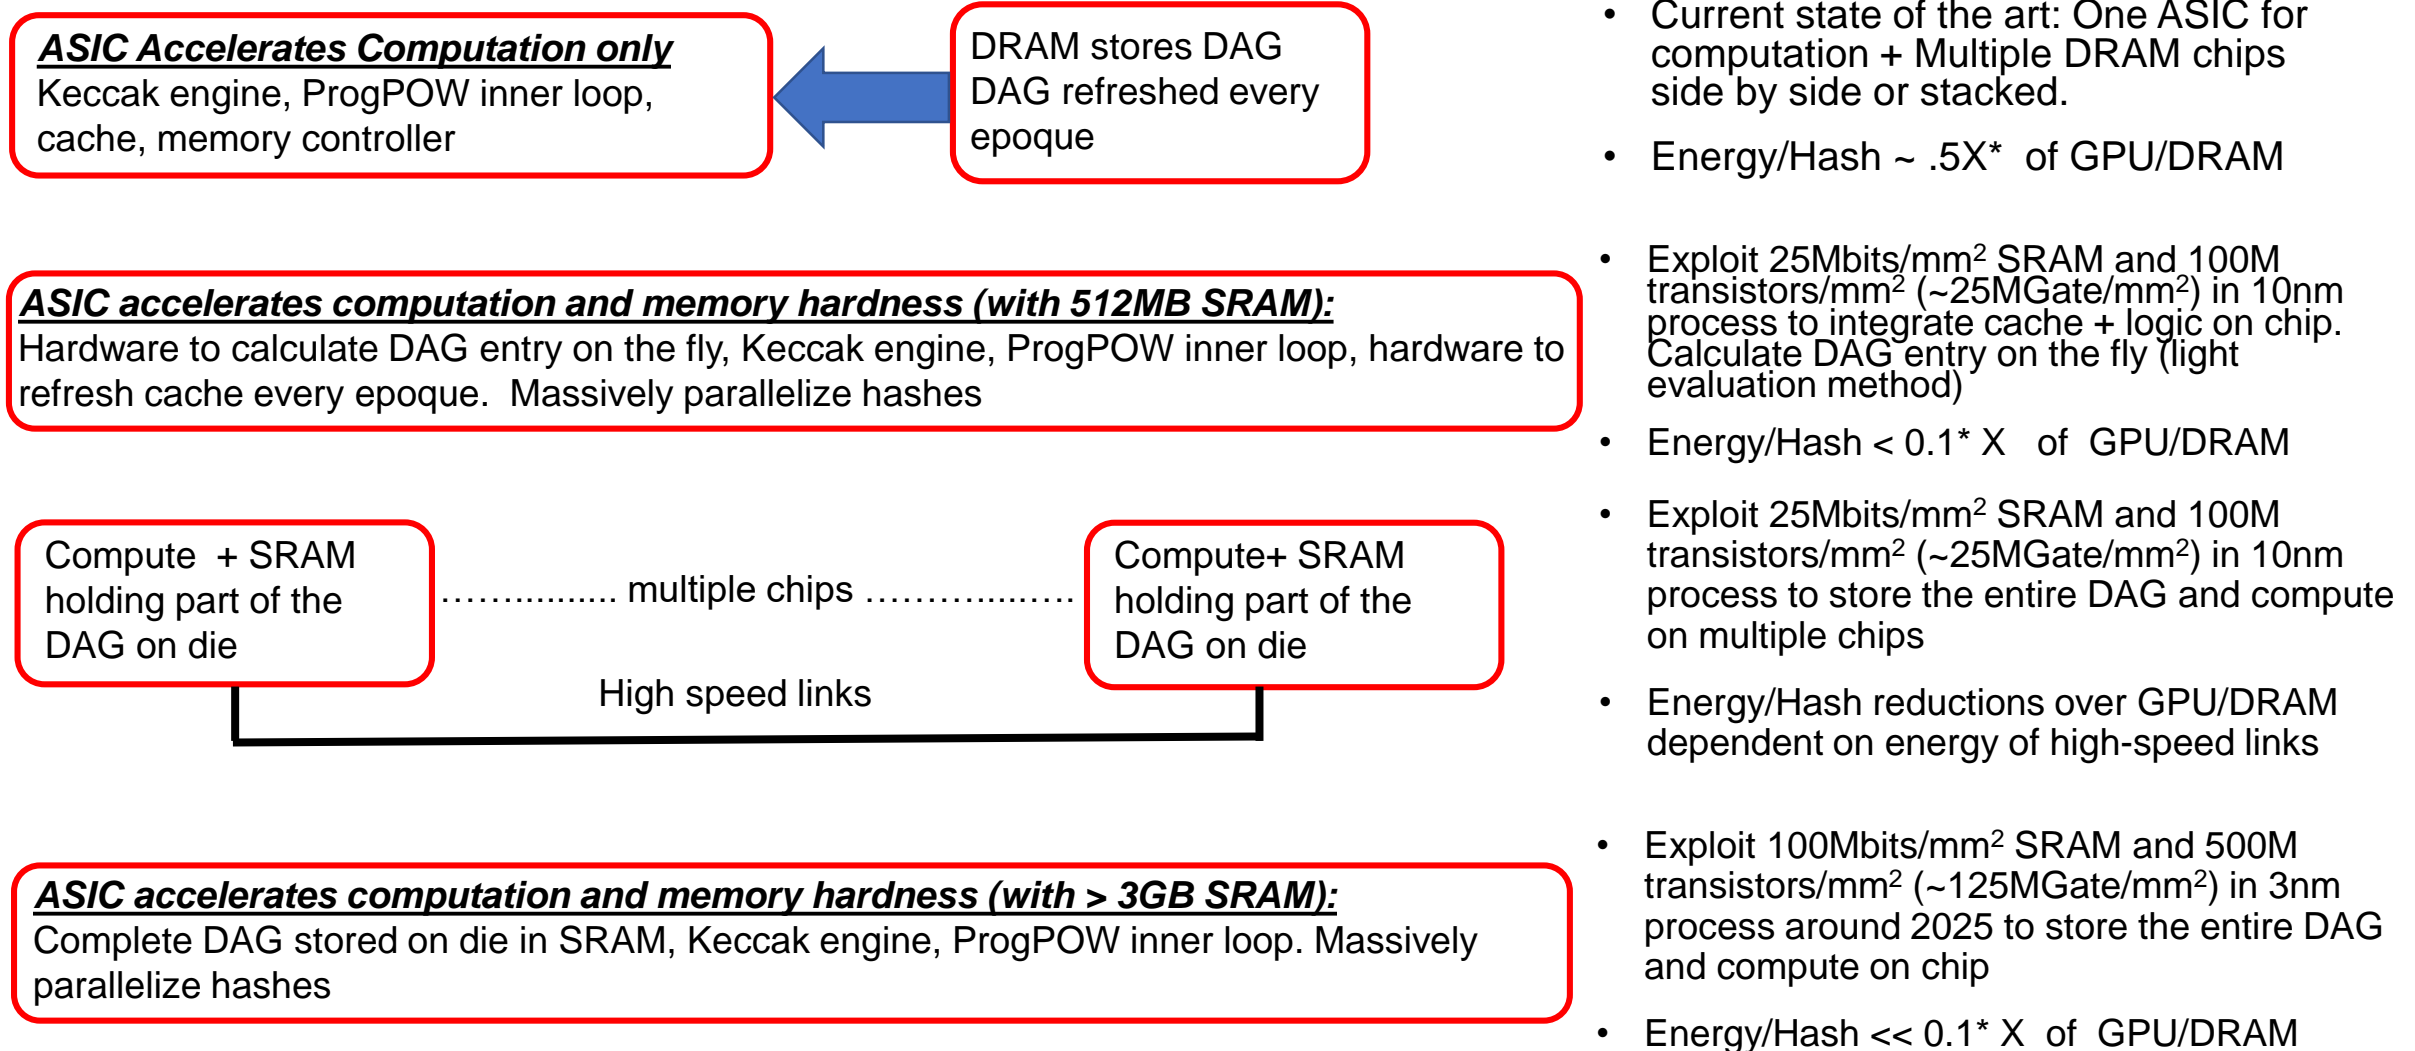 ASIC Accelerates Computation only
Keccak engine, ProgPOW inner loop,
cache, memory controller
DRAM stores DAG
DAG refreshed every
epoque
• Current state of the art: One ASIC for
computation + Multiple DRAM chips
side by side or stacked.
• Energy/Hash ~ .5X* of GPU/DRAM
ASIC accelerates computation and memory hardness (with 512MB SRAM):
Hardware to calculate DAG entry on the fly, Keccak engine, ProgPOW inner loop, hardware to
refresh cache every epoque. Massively parallelize hashes
• Exploit 25Mbits/mm² SRAM and 100M
transistors/mm² (~25MGate/mm²) in 10nm
process to integrate cache + logic on chip.
Calculate DAG entry on the fly (light
evaluation method)
• Energy/Hash < 0.1* X of GPU/DRAM
Compute + SRAM
holding part of the
DAG on die
…….......... multiple chips ……….....….
Compute+ SRAM
holding part of the
DAG on die
High speed links
• Exploit 25Mbits/mm² SRAM and 100M
transistors/mm² (~25MGate/mm²) in 10nm
process to store the entire DAG and compute
on multiple chips
• Energy/Hash reductions over GPU/DRAM
dependent on energy of high-speed links
ASIC accelerates computation and memory hardness (with > 3GB SRAM):
Complete DAG stored on die in SRAM, Keccak engine, ProgPOW inner loop. Massively
parallelize hashes
• Exploit 100Mbits/mm² SRAM and 500M
transistors/mm² (~125MGate/mm²) in 3nm
process around 2025 to store the entire DAG
and compute on chip
• Energy/Hash << 0.1* X of GPU/DRAM